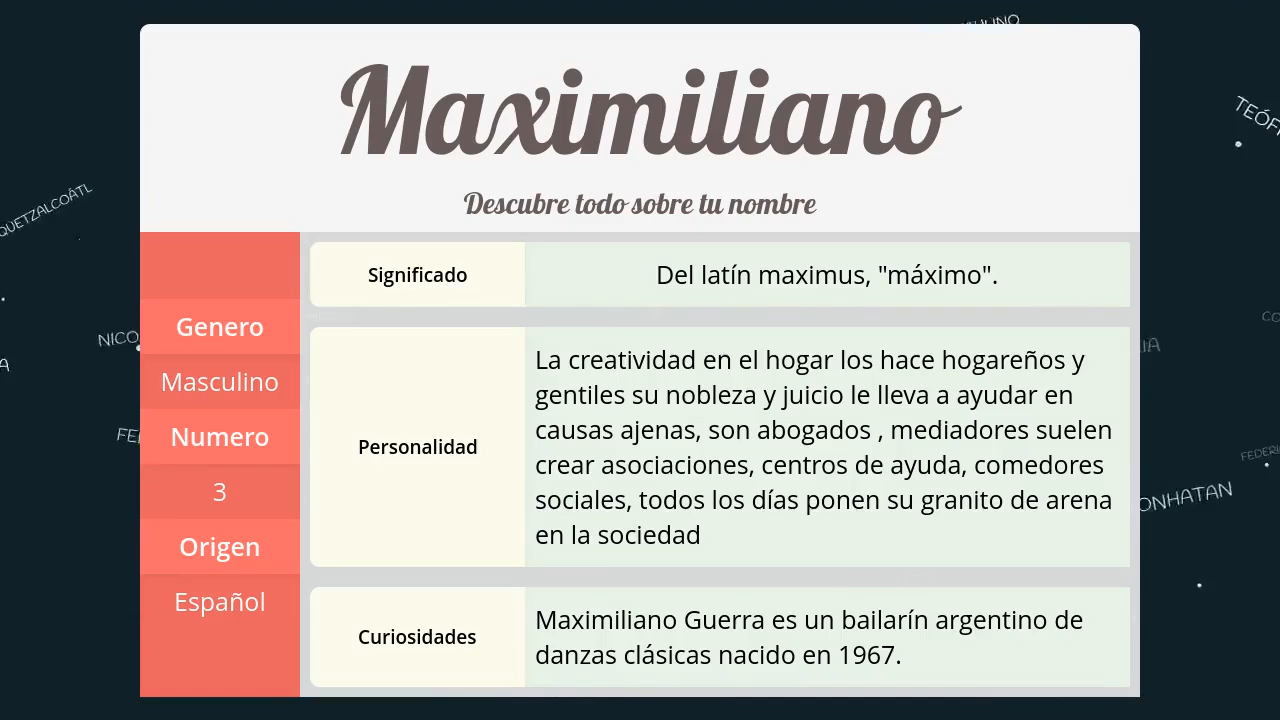 Maximiliano
Descubre todo sobre tu nombre
Genero
Masculino
Numero
3
Origen
Español
Significado
Del latín maximus, "máximo".
Personalidad
La creatividad en el hogar los hace hogareños y
gentiles su nobleza y juicio le lleva a ayudar en
causas ajenas, son abogados , mediadores suelen
crear asociaciones, centros de ayuda, comedores
sociales, todos los días ponen su granito de arena
en la sociedad
Curiosidades
Maximiliano Guerra es un bailarín argentino de
danzas clásicas nacido en 1967.
QUETZALCOÁTL